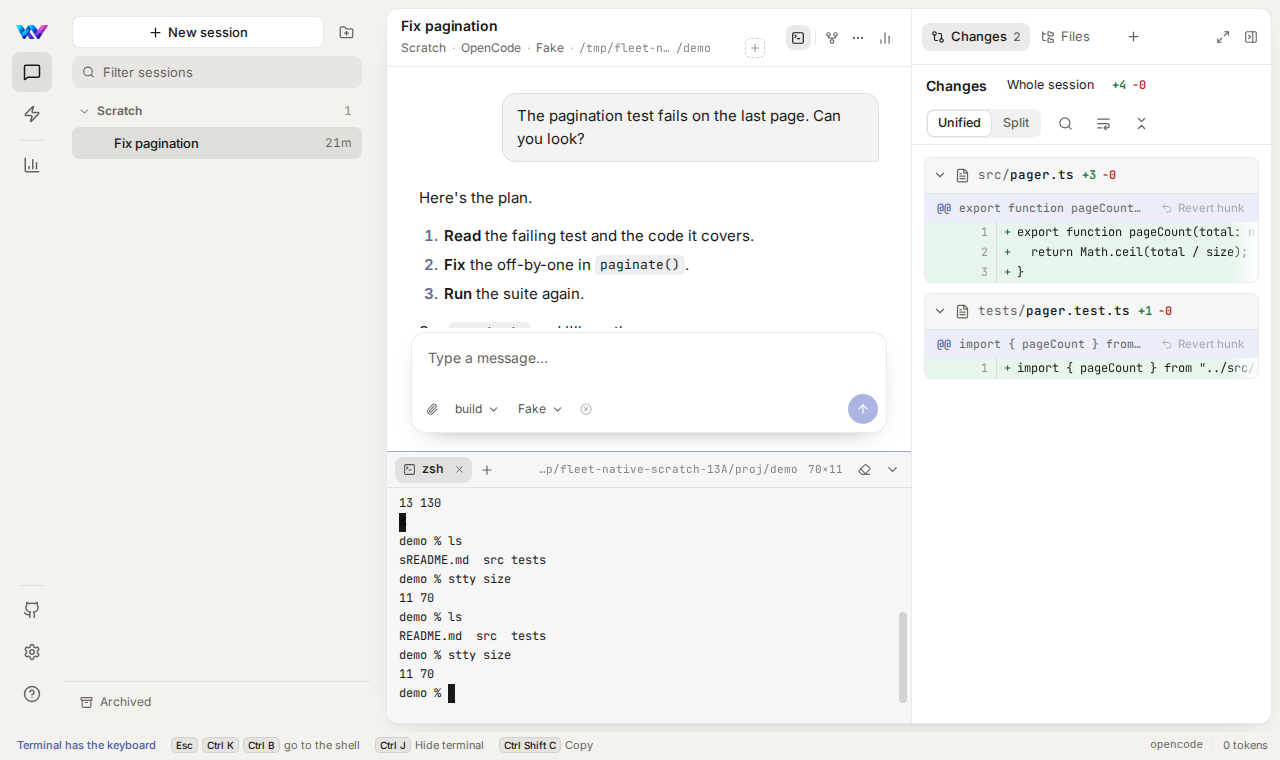 New session
Filter sessions
Scratch 1
Fix pagination 21m
Archived
Fix pagination
Scratch · OpenCode · Fake · /tmp/fleet-n… /demo
The pagination test fails on the last page. Can
you look?
Here's the plan.
1. Read the failing test and the code it covers.
2. Fix the off-by-one in paginate().
3. Run the suite again.
Type a message...
build Fake
zsh …p/fleet-native-scratch-13A/proj/demo 70×11
13 130
demo % ls
sREADME.md src tests
demo % stty size
11 70
demo % ls
README.md src tests
demo % stty size
11 70
demo %
Changes 2 Files
Changes Whole session +4 -0
Unified Split
src/pager.ts +3 -0
@@ export function pageCount… Revert hunk
1 + export function pageCount(total: n
2 + return Math.ceil(total / size);
3 + }
tests/pager.test.ts +1 -0
@@ import { pageCount } from… Revert hunk
1 + import { pageCount } from "../src/
Terminal has the keyboard Esc Ctrl K Ctrl B go to the shell Ctrl J Hide terminal Ctrl Shift C Copy opencode 0 tokens